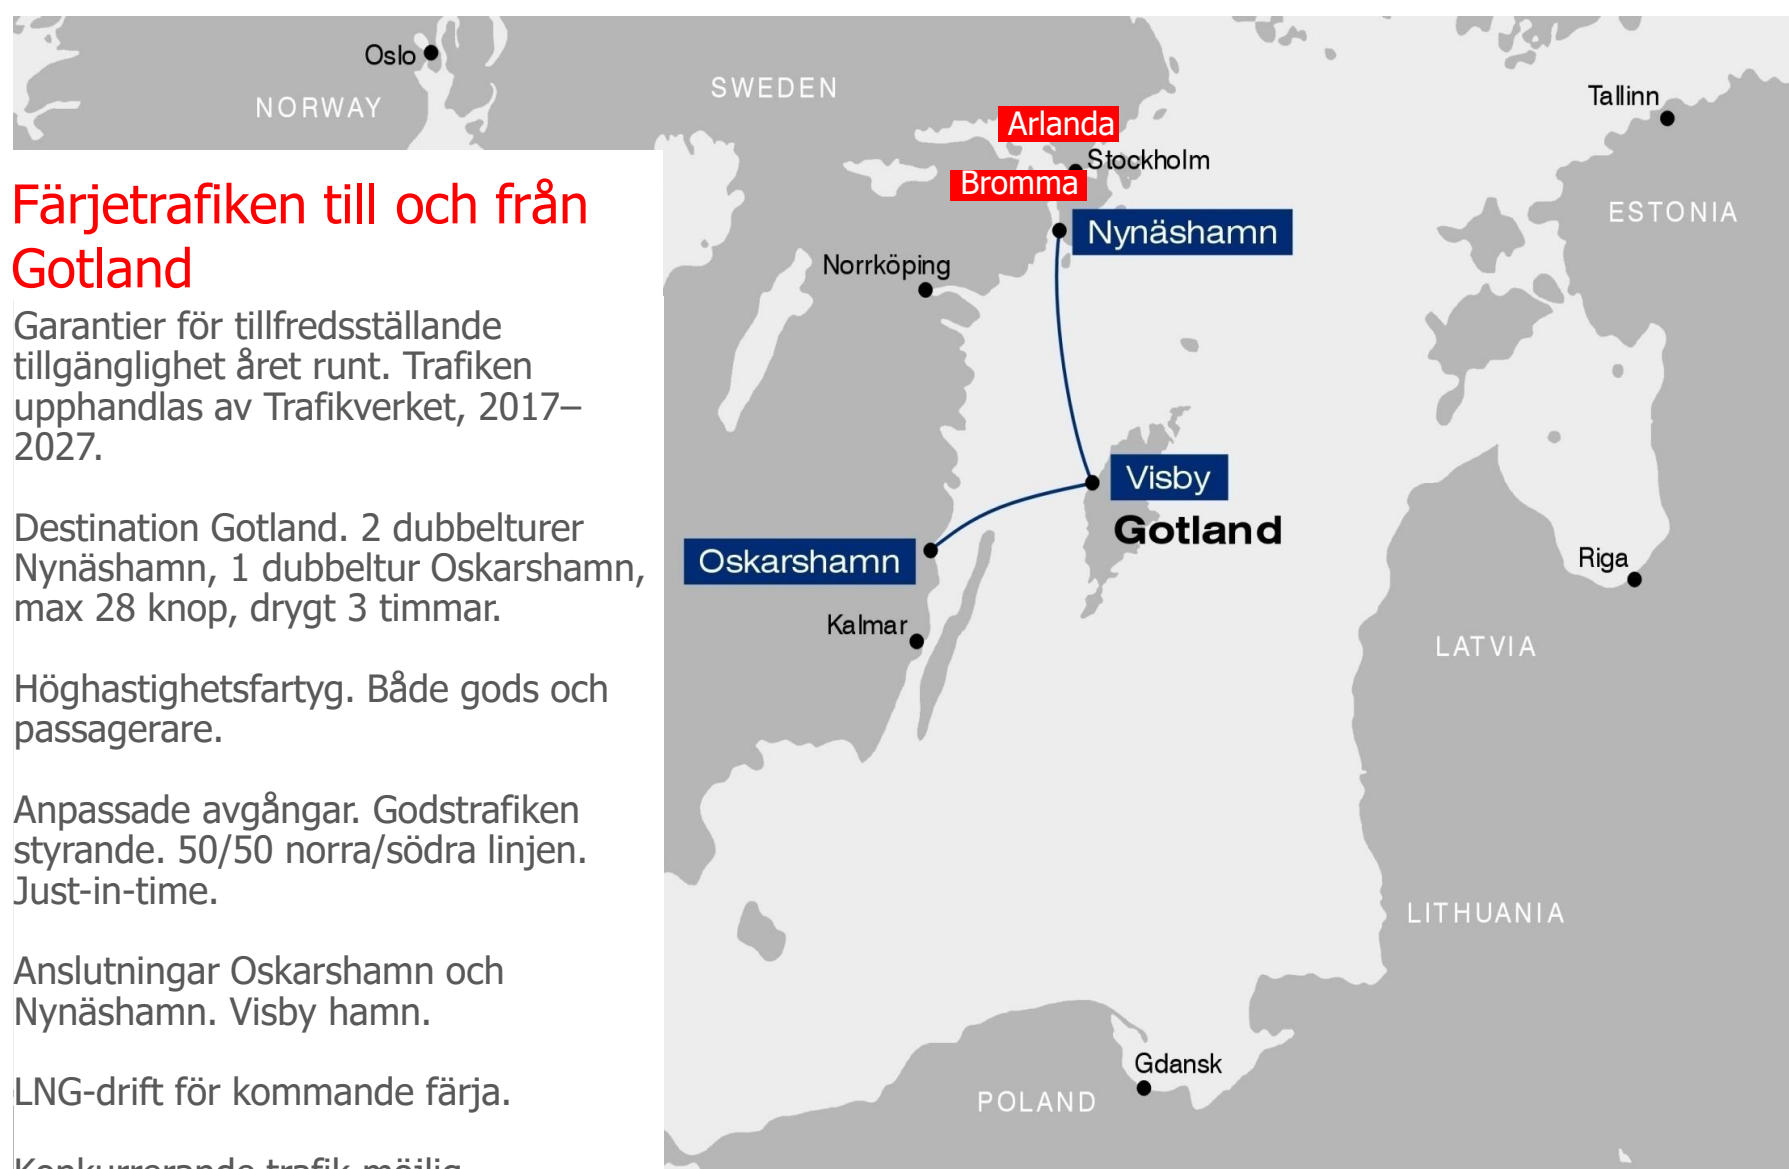 Oslo
NORWAY
SWEDEN
Tallinn
Arlanda
Stockholm
Bromma
ESTONIA
Nynäshamn
Norrköping
Färjetrafiken till och från
Gotland
Garantier för tillfredsställande
tillgänglighet året runt. Trafiken
upphandlas av Trafikverket, 2017–
2027.
Destination Gotland. 2 dubbelturer
Nynäshamn, 1 dubbeltur Oskarshamn,
max 28 knop, drygt 3 timmar.
Höghastighetsfartyg. Både gods och
passagerare.
Anpassade avgångar. Godstrafiken
styrande. 50/50 norra/södra linjen.
Just-in-time.
Anslutningar Oskarshamn och
Nynäshamn. Visby hamn.
LNG-drift för kommande färja.
Konkurrerande trafik möjlig
Visby
Gotland
Oskarshamn
Riga
Kalmar
LATVIA
LITHUANIA
Gdansk
POLAND